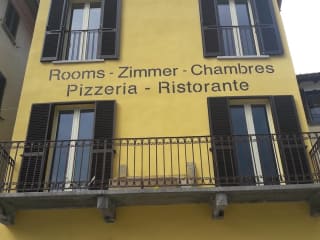 Rooms - Zimmer - Chambres
Pizzeria - Ristorante